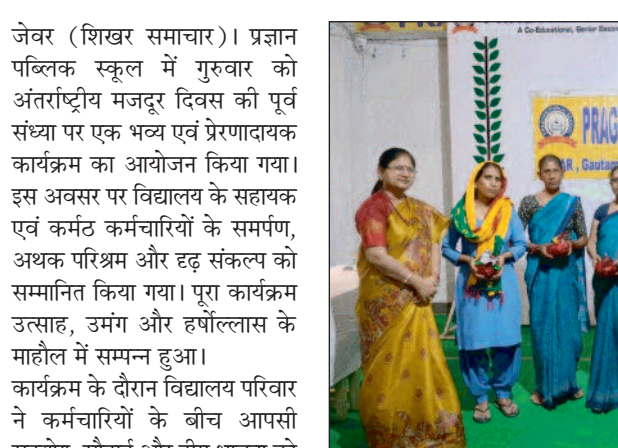 जेवर (शिखर समाचार)। प्रज्ञान
पब्लिक स्कूल में गुरुवार को
अंतर्राष्ट्रीय मजदूर दिवस की पूर्व
संध्या पर एक भव्य एवं प्रेरणादायक
कार्यक्रम का आयोजन किया गया।
इस अवसर पर विद्यालय के सहायक
एवं कर्मठ कर्मचारियों के समर्पण,
अथक परिश्रम और दृढ़ संकल्प को
सम्मानित किया गया। पूरा कार्यक्रम
उत्साह, उमंग और हर्षोल्लास के
माहौल में सम्पन्न हुआ।
कार्यक्रम के दौरान विद्यालय परिवार
ने कर्मचारियों के बीच आपसी
A Co-Educational, Senior
PRAG
AR, Gautam